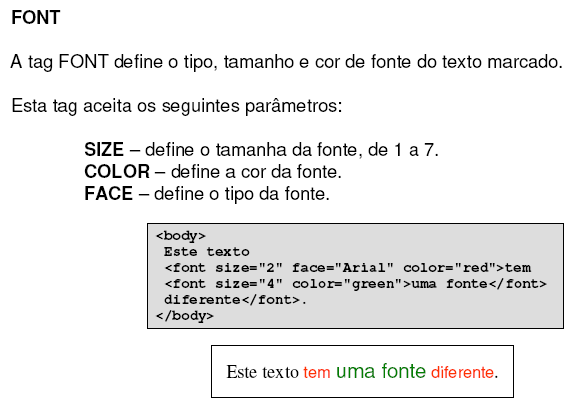 FONT
A tag FONT define o tipo, tamanho e cor de fonte do texto marcado.
Esta tag aceita os seguintes parâmetros:
SIZE – define o tamanha da fonte, de 1 a 7.
COLOR – define a cor da fonte.
FACE – define o tipo da fonte.
<body>
Este texto
<font size="2" face="Arial" color="red">tem
<font size="4" color="green">uma fonte</font>
diferente</font>.
</body>
Este texto tem uma fonte diferente.